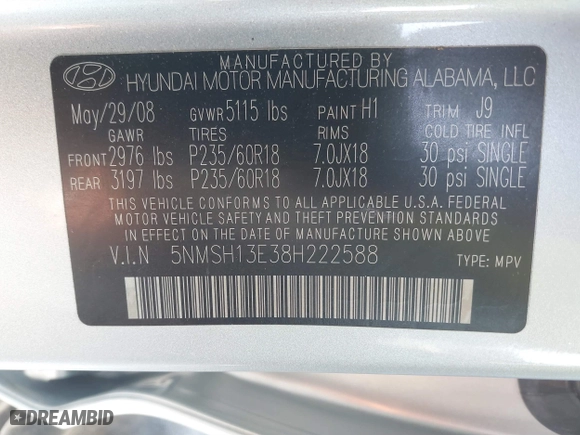 MANUFACTURED BY
HYUNDAI MOTOR MANUFACTURING ALABAMA, LLC
May/29/08 GVWR 5115 lbs PAINT H1 TRIM J9
GAWR TIRES RIMS COLD TIRE INFL
FRONT 2976 lbs P235/60R18 7.0JX18 30 psi SINGLE
REAR 3197 lbs P235/60R18 7.0JX18 30 psi SINGLE
THIS VEHICLE CONFORMS TO ALL APPLICABLE U.S.A. FEDERAL
MOTOR VEHICLE SAFETY AND THEFT PREVENTION STANDARDS
IN EFFECT ON THE DATE OF MANUFACTURE SHOWN ABOVE.
V.I.N 5NMSH13E38H222588 TYPE: MPV
DREAMBID